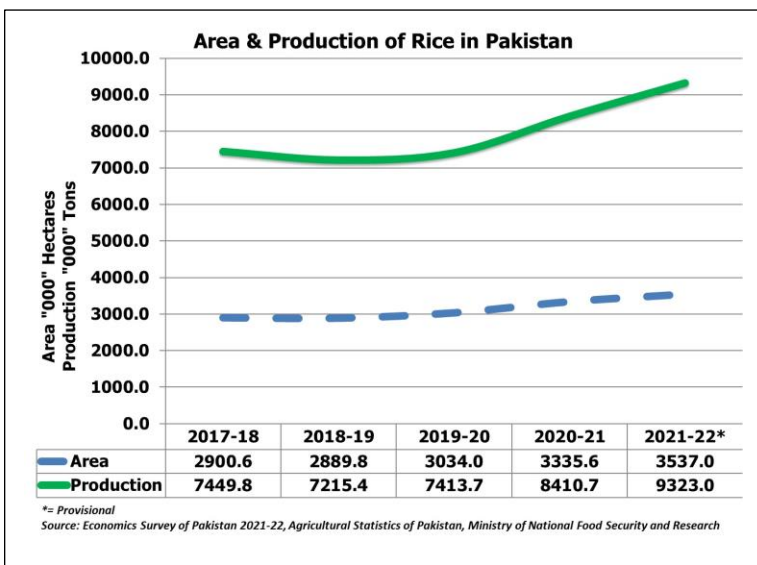 Area & Production of Rice in Pakistan
10000.0
9000.0
8000.0
7000.0
6000.0
5000.0
4000.0
3000.0
2000.0
1000.0
0.0
Area "000" Hectares
Production "000" Tons
2017-18 2018-19 2019-20 2020-21 2021-22*
Area 2900.6 2889.8 3034.0 3335.6 3537.0
Production 7449.8 7215.4 7413.7 8410.7 9323.0
*= Provisional
Source: Economics Survey of Pakistan 2021-22, Agricultural Statistics of Pakistan, Ministry of National Food Security and Research